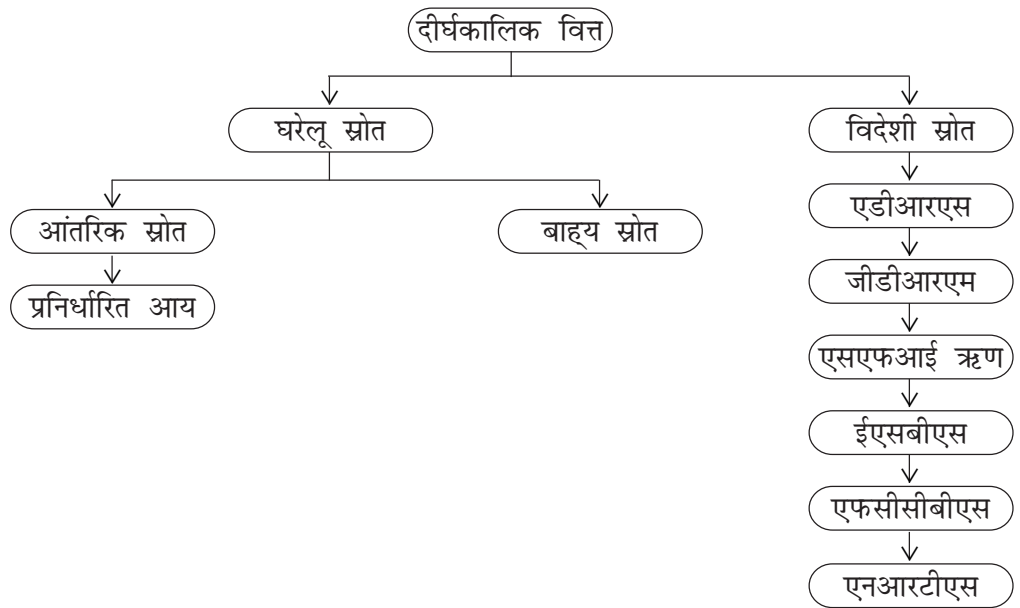 दीर्घकालिक वित्त
घरेलू स्रोत
विदेशी स्रोत
आंतरिक स्रोत
बाह्य स्रोत
प्रनिर्धारित आय
एडीआरएस
जीडीआरएम
एसएफआई ऋण
ईएसबीएस
एफसीसीबीएस
एनआरटीएस